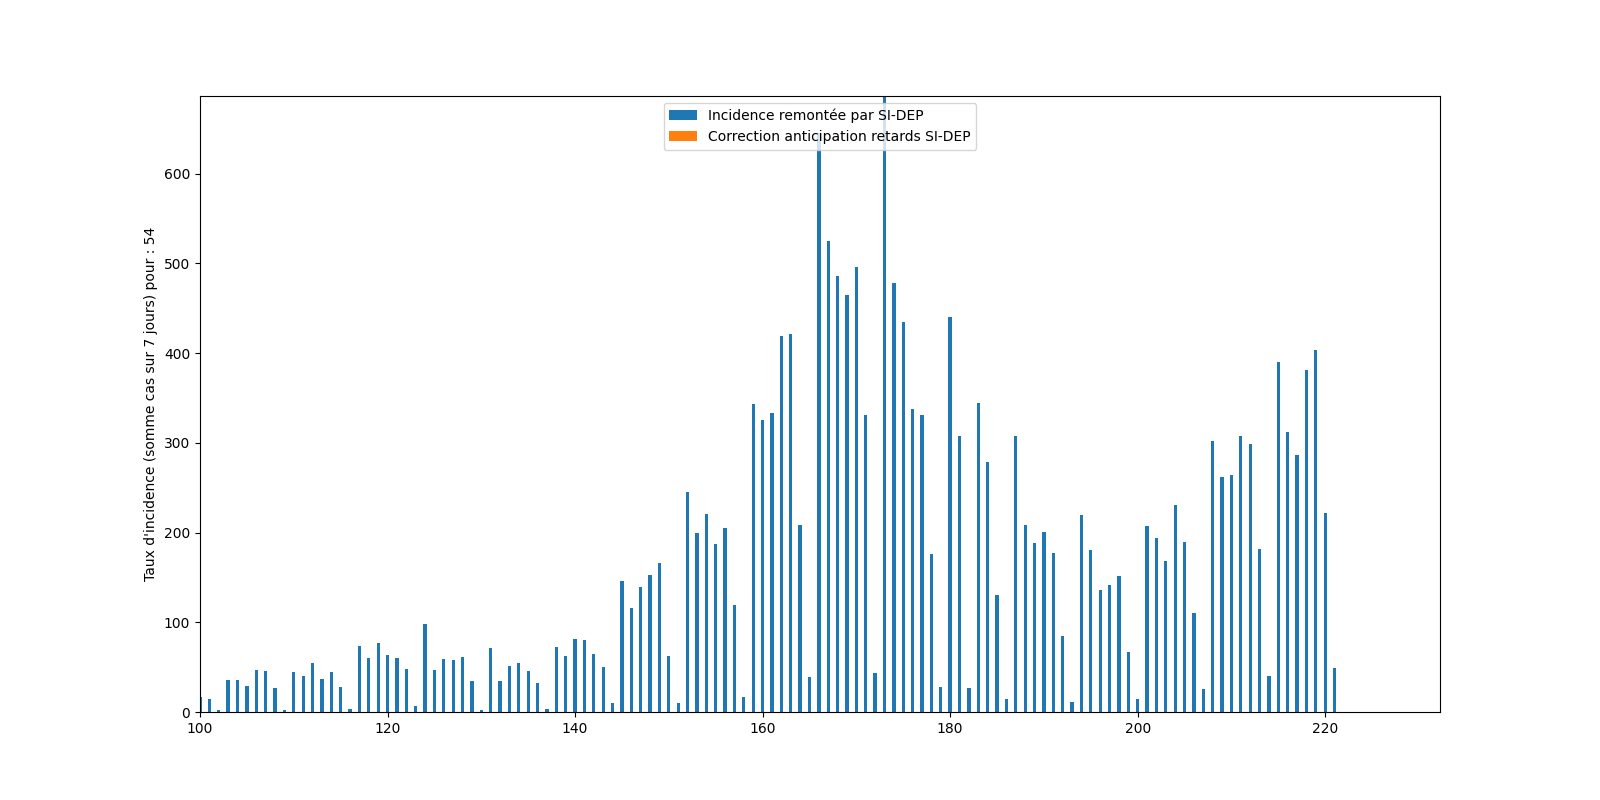 Incidence remontée par SI-DEP
Correction anticipation retards SI-DEP
Taux d'incidence (somme cas sur 7 jours) pour : 54
600
500
400
300
200
100
0
100 120 140 160 180 200 220